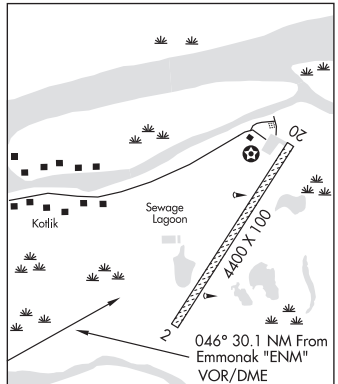 20
Kotlik
Sewage
Lagoon
4400 X 100
2
046° 30.1 NM From
Emmonak "ENM"
VOR/DME